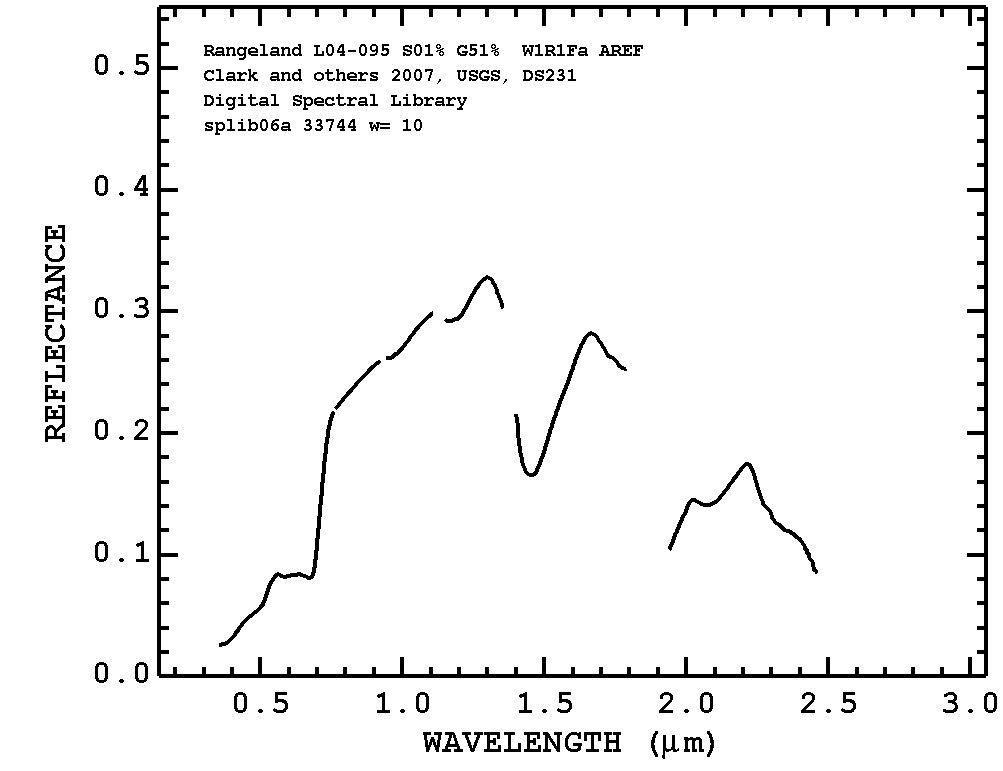 Rangeland L04-095 S01% G51%  W1R1Fa AREF
Clark and others 2007, USGS, DS231
Digital Spectral Library
splib06a 33744 w= 10
0.5
0.4
0.3
0.2
0.1
0.0
REFLECTANCE
0.5 1.0 1.5 2.0 2.5 3.0
WAVELENGTH (μm)